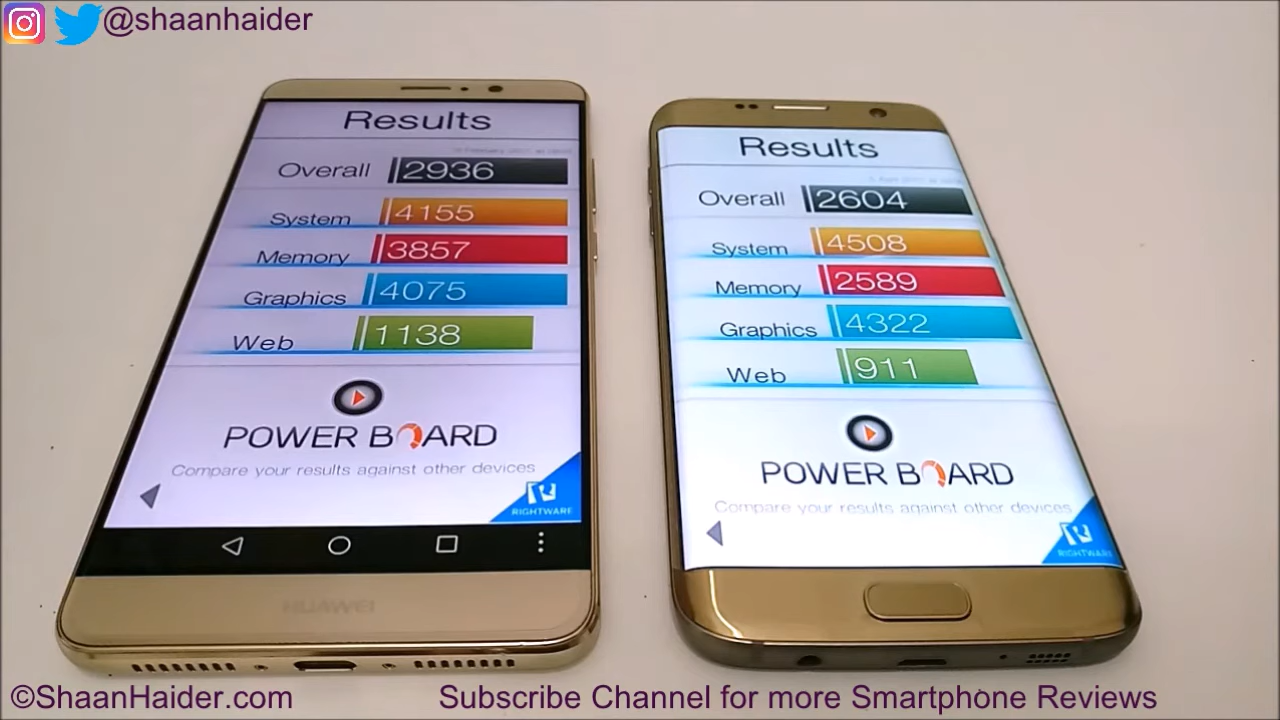 @shaanhaider
Results
Overall 2936
System 4155
Memory 3857
Graphics 4075
Web 1138
POWER BOARD
Compare your results against other devices
RIGHTWARE
HUAWEI
Results
Overall 2604
System 4508
Memory 2589
Graphics 4322
Web 911
POWER BOARD
Compare your results against other devices
RIGHTWARE
©ShaanHaider.com
Subscribe Channel for more Smartphone Reviews